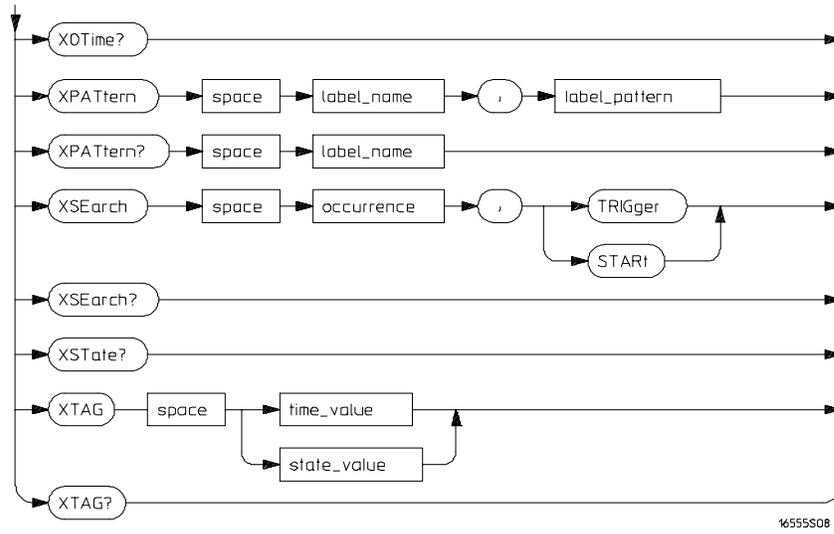 XOTime?
XPATtern space label_name , label_pattern
XPATtern? space label_name
XSEarch space occurrence , TRIGger
STARt
XSEarch?
XSTate?
XTAG space time_value
state_value
XTAG?
16555S08